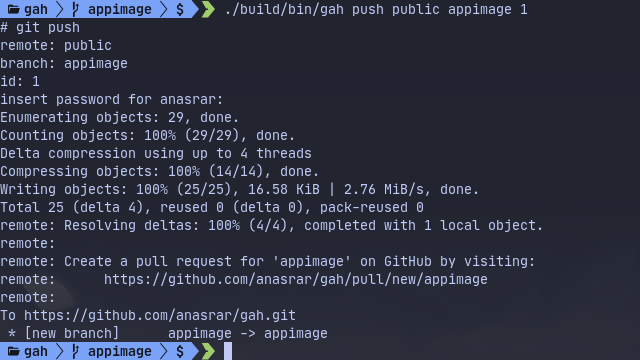 gah appimage $ ./build/bin/gah push public appimage 1
# git push
remote: public
branch: appimage
id: 1
insert password for anasrar:
Enumerating objects: 29, done.
Counting objects: 100% (29/29), done.
Delta compression using up to 4 threads
Compressing objects: 100% (14/14), done.
Writing objects: 100% (25/25), 16.58 KiB | 2.76 MiB/s, done.
Total 25 (delta 4), reused 0 (delta 0), pack-reused 0
remote: Resolving deltas: 100% (4/4), completed with 1 local object.
remote:
remote: Create a pull request for 'appimage' on GitHub by visiting:
remote:      https://github.com/anasrar/gah/pull/new/appimage
remote:
To https://github.com/anasrar/gah.git
 * [new branch]      appimage -> appimage
gah appimage $